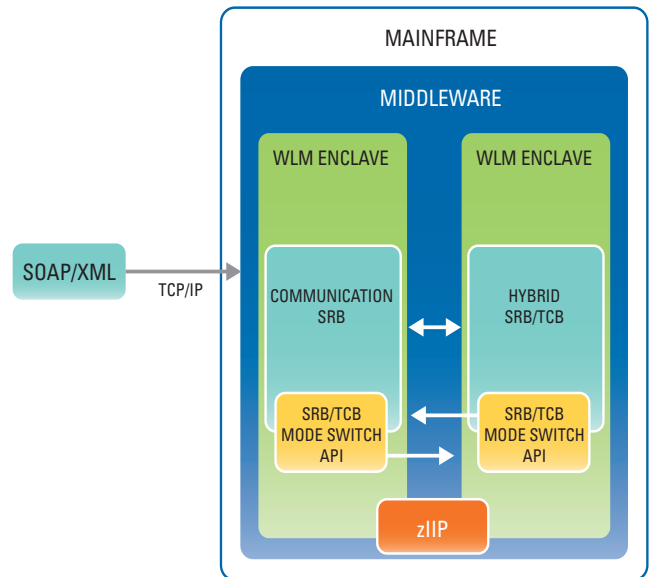 MAINFRAME
MIDDLEWARE
WLM ENCLAVE
WLM ENCLAVE
SOAP/XML
TCP/IP
COMMUNICATION
SRB
HYBRID
SRB/TCB
SRB/TCB
MODE SWITCH
API
SRB/TCB
MODE SWITCH
API
zIIP